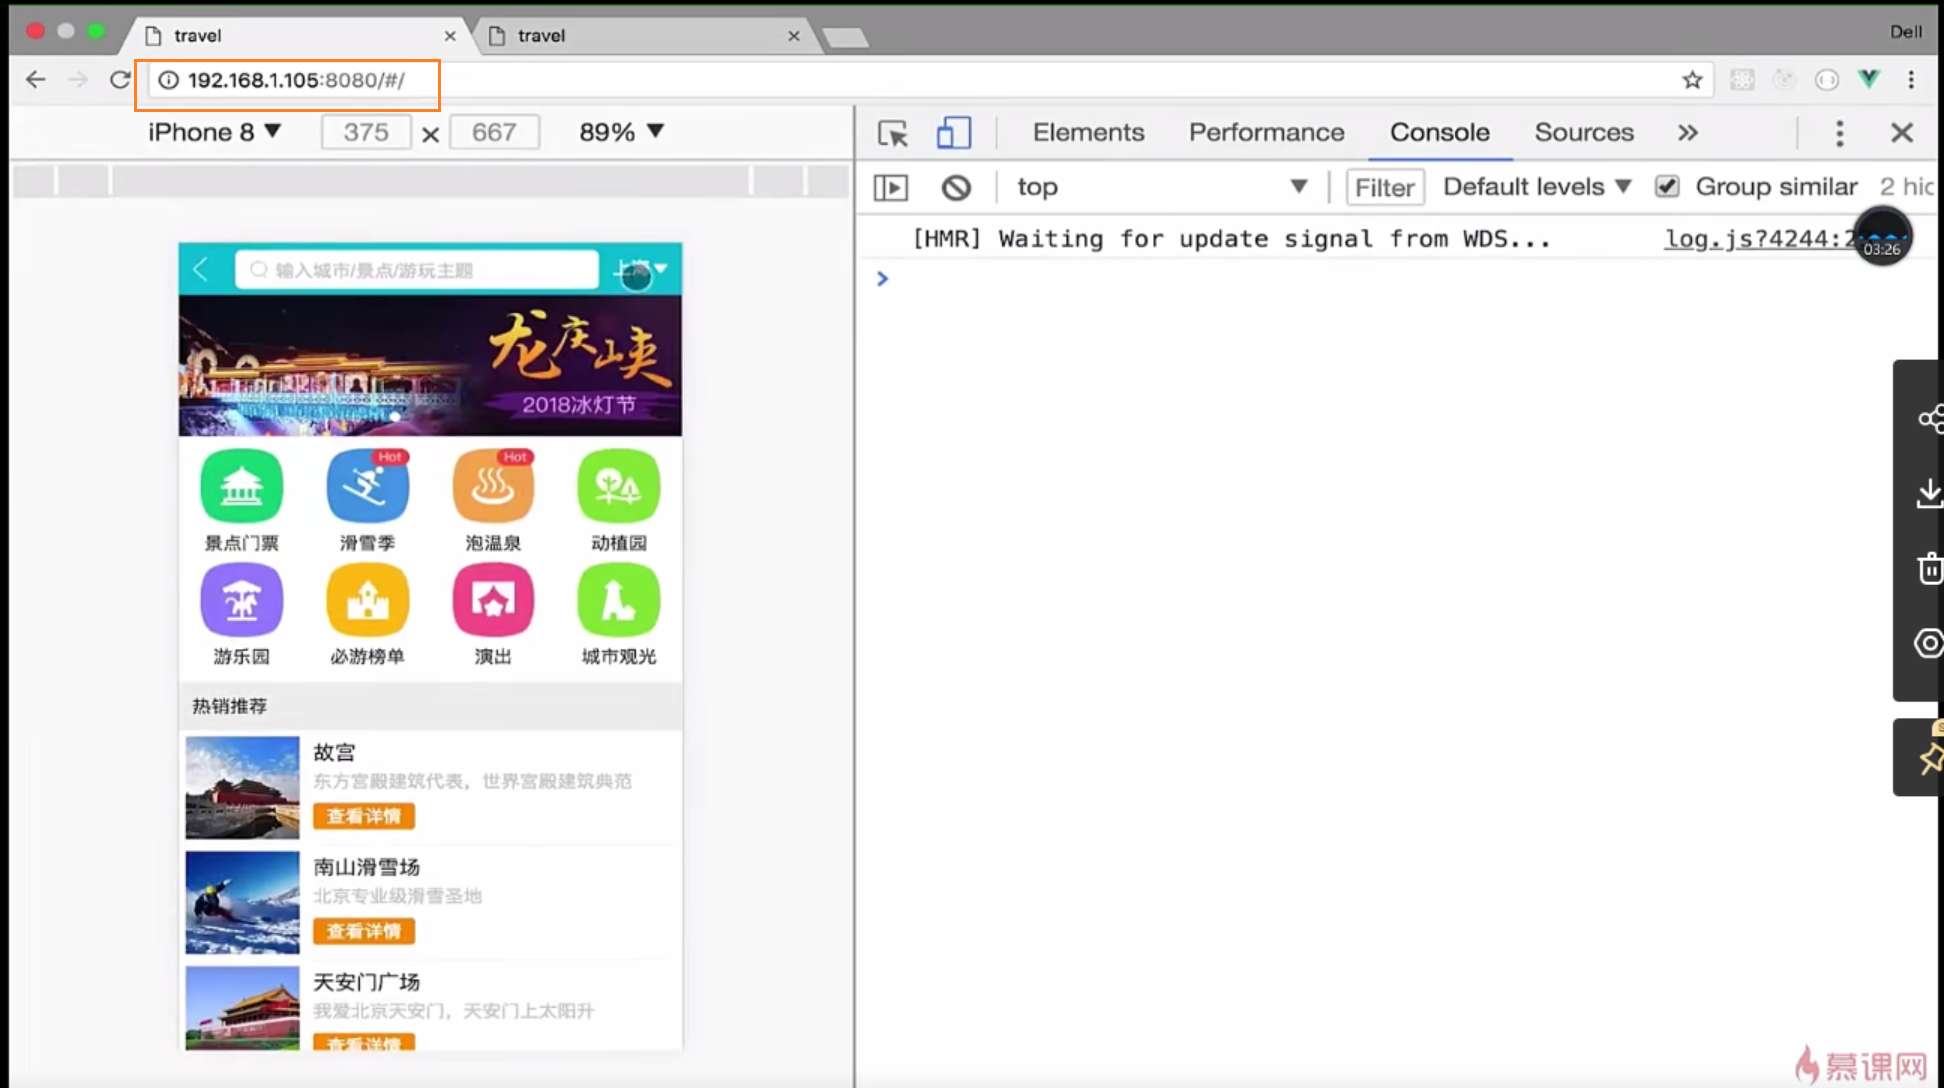 travel
travel
Dell
192.168.1.105:8080/#/
iPhone 8 ▼ 375 × 667 89% ▼
Elements Performance Console Sources »
top ▼ Filter Default levels ▼ Group similar 2 hid
[HMR] Waiting for update signal from WDS... log.js?4244:2
03:26
>
输入城市/景点/游玩主题
上海
龙庆峡
2018冰灯节
Hot Hot
景点门票 滑雪季 泡温泉 动植园
游乐园 必游榜单 演出 城市观光
热销推荐
故宫
东方宫殿建筑代表，世界宫殿建筑典范
查看详情
南山滑雪场
北京专业级滑雪圣地
查看详情
天安门广场
我爱北京天安门，天安门上太阳升
查看详情
慕课网